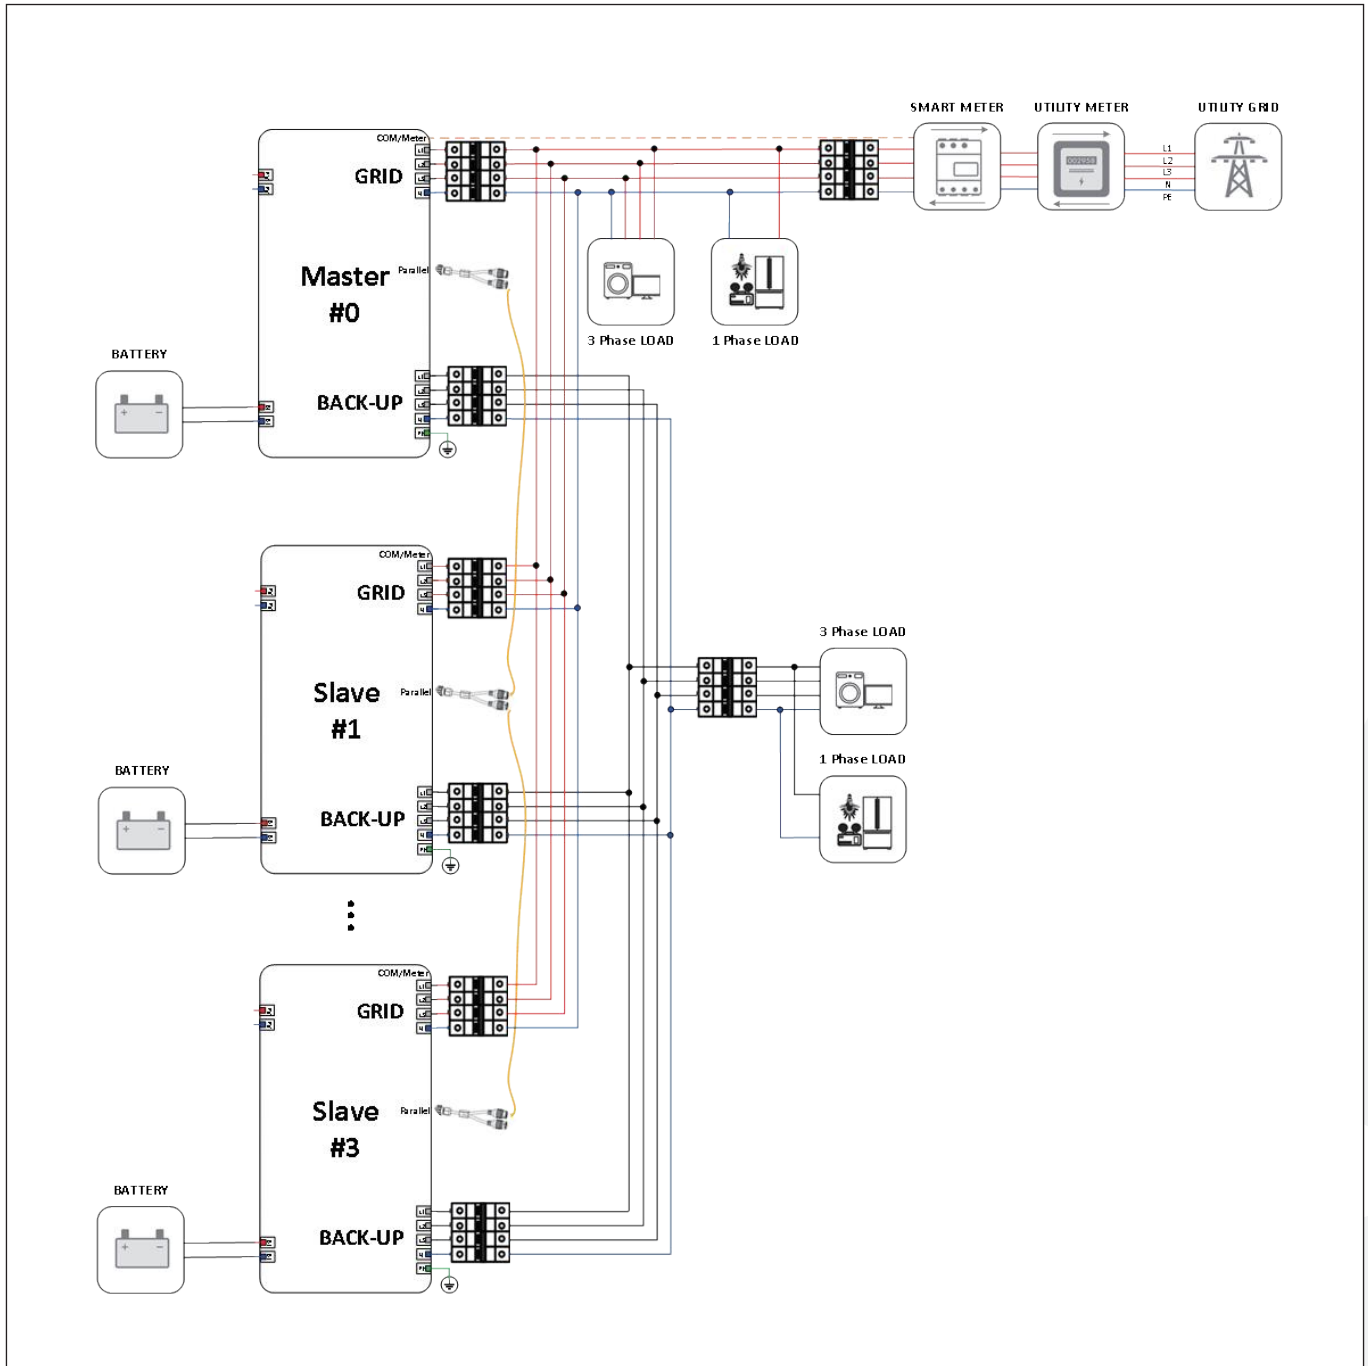 SMART METER
UTILITY METER
UTILITY GRID
COM/Meter
L1
L2
L3
N
PE
GRID
Master
#0
Parallel
3 Phase LOAD
1 Phase LOAD
BATTERY
BACK-UP
COM/Meter
GRID
Slave
#1
Parallel
3 Phase LOAD
1 Phase LOAD
BATTERY
BACK-UP
COM/Meter
GRID
Slave
#3
Parallel
BATTERY
BACK-UP